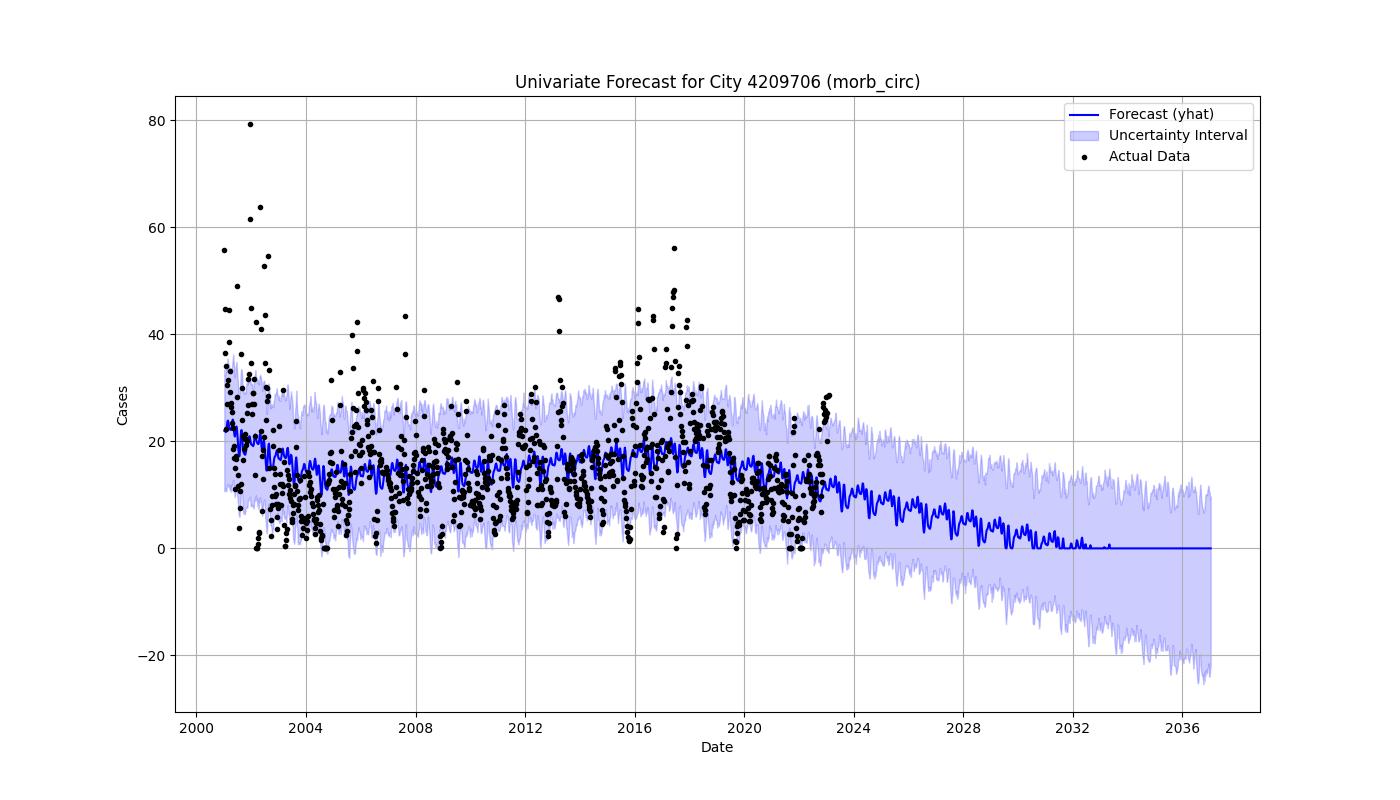 Univariate Forecast for City 4209706 (morb_circ)
Forecast (yhat)
Uncertainty Interval
Actual Data
Cases
80
60
40
20
0
−20
2000 2004 2008 2012 2016 2020 2024 2028 2032 2036
Date